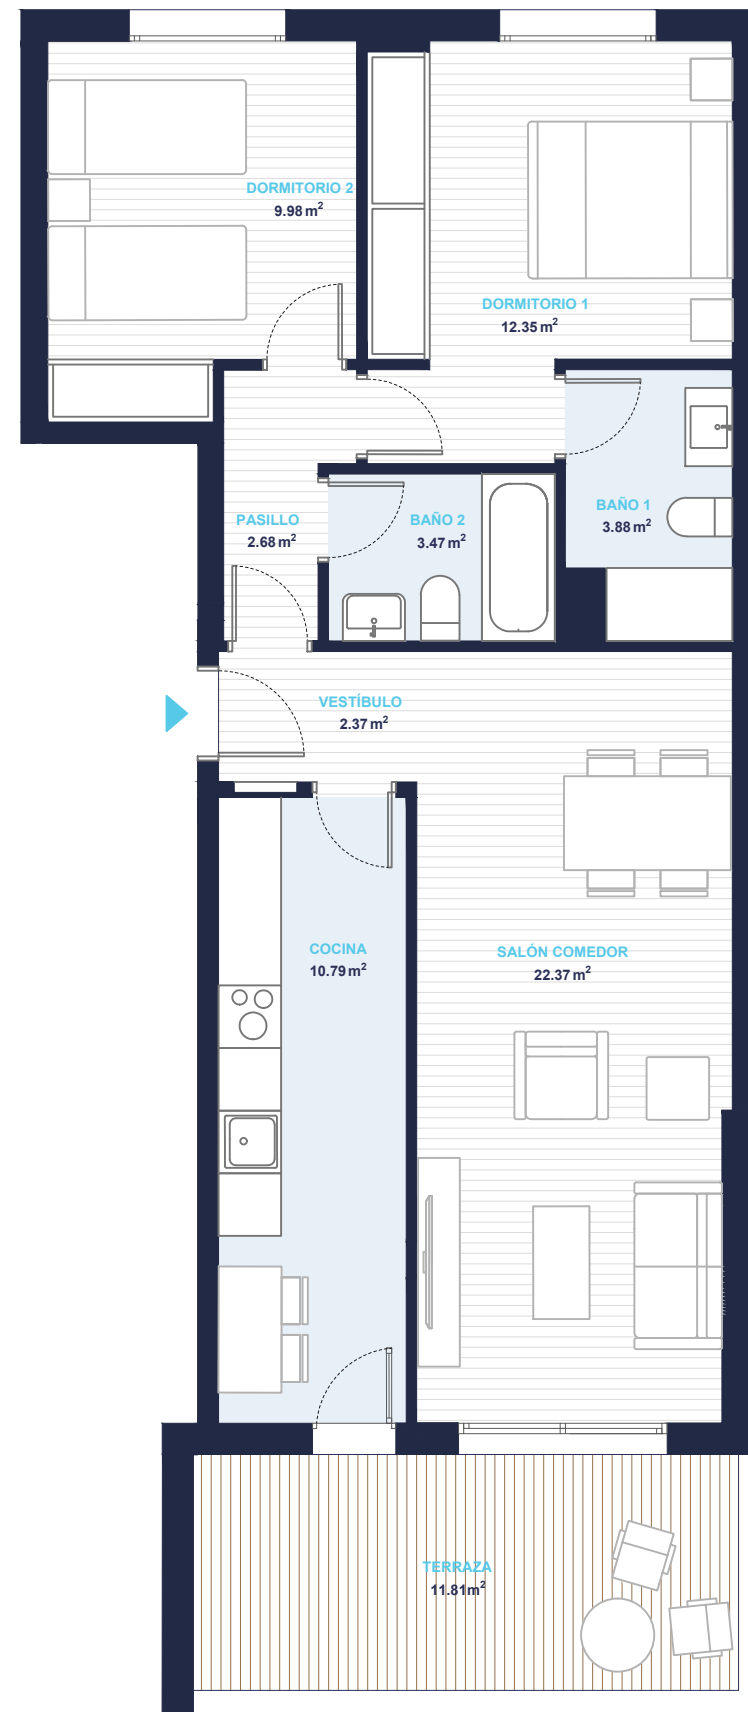 DORMITORIO 2
9.98 m²
DORMITORIO 1
12.35 m²
PASILLO
2.68 m²
BAÑO 2
3.47 m²
BAÑO 1
3.88 m²
VESTÍBULO
2.37 m²
COCINA
10.79 m²
SALÓN COMEDOR
22.37 m²
TERRAZA
11.81m²